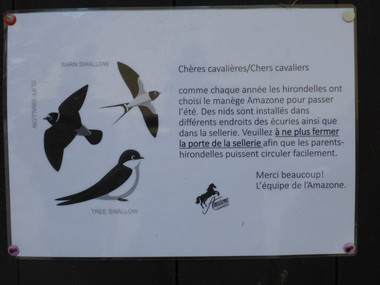 BARN SWALLOW
CLIFF SWALLOW
TREE SWALLOW
Chères cavalières/Chers cavaliers
comme chaque année les hirondelles ont
choisi le manège Amazone pour passer
l'été. Des nids sont installés dans
différents endroits des écuries ainsi que
dans la sellerie. Veuillez à ne plus fermer
la porte de la sellerie afin que les parents-
hirondelles puissent circuler facilement.
Merci beaucoup!
L'équipe de l'Amazone.